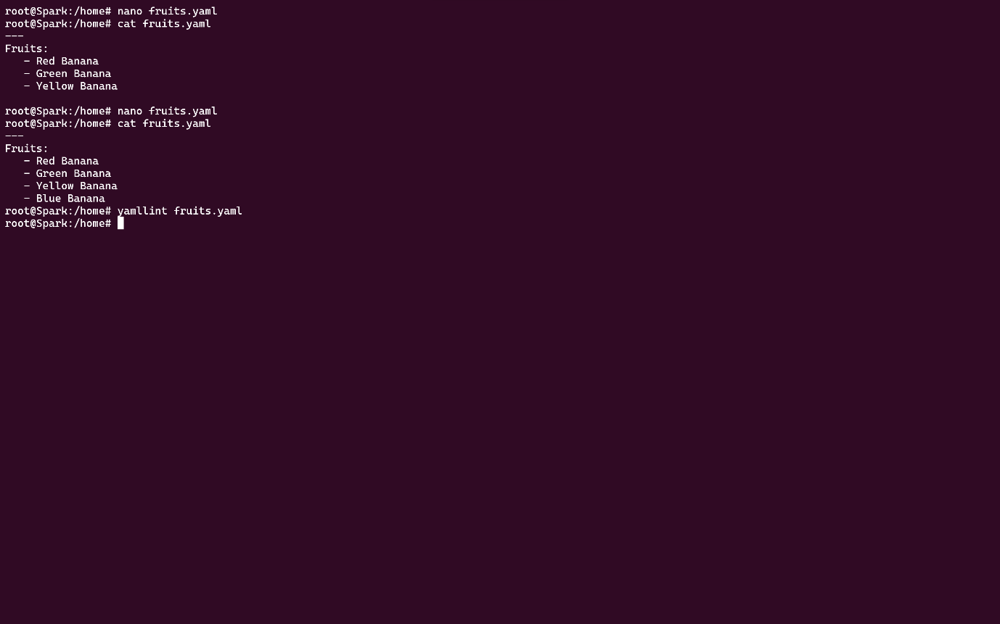 root@Spark:/home# nano fruits.yaml
root@Spark:/home# cat fruits.yaml
---
Fruits:
   - Red Banana
   - Green Banana
   - Yellow Banana

root@Spark:/home# nano fruits.yaml
root@Spark:/home# cat fruits.yaml
---
Fruits:
   - Red Banana
   - Green Banana
   - Yellow Banana
   - Blue Banana
root@Spark:/home# yamllint fruits.yaml
root@Spark:/home#